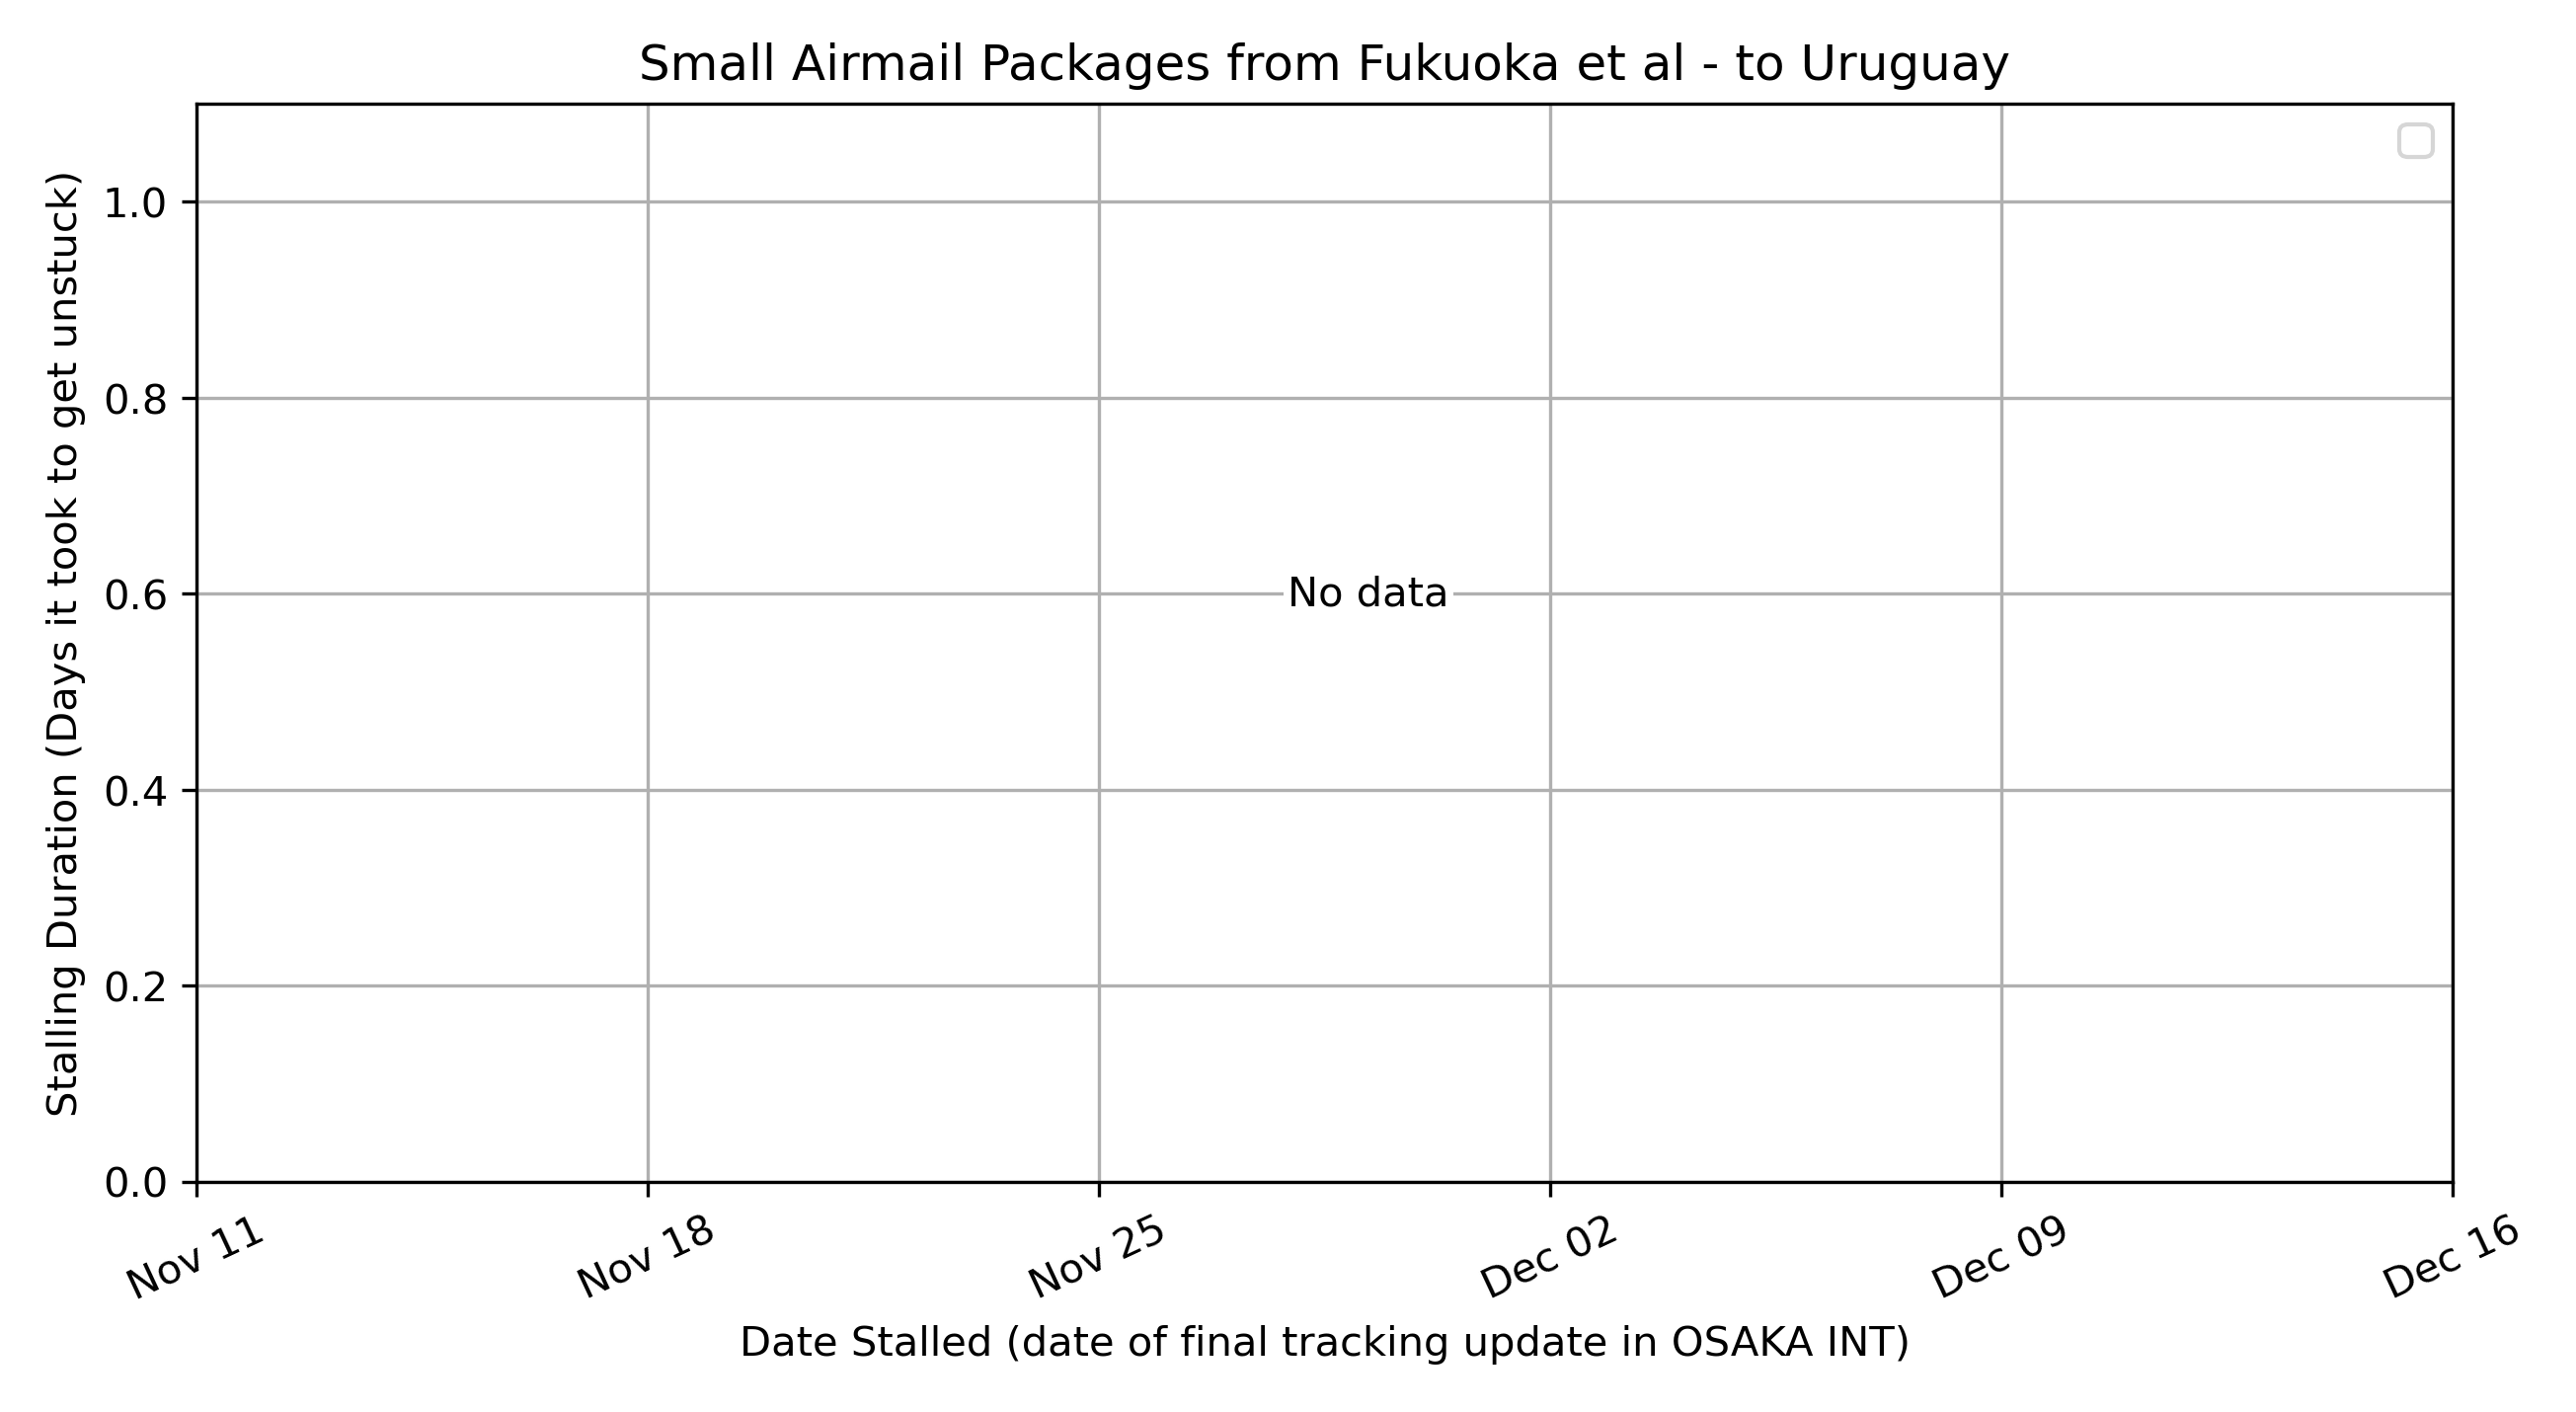 Small Airmail Packages from Fukuoka et al - to Uruguay
Stalling Duration (Days it took to get unstuck)
1.0
0.8
0.6
0.4
0.2
0.0
No data
Nov 11
Nov 18
Nov 25
Dec 02
Dec 09
Dec 16
Date Stalled (date of final tracking update in OSAKA INT)